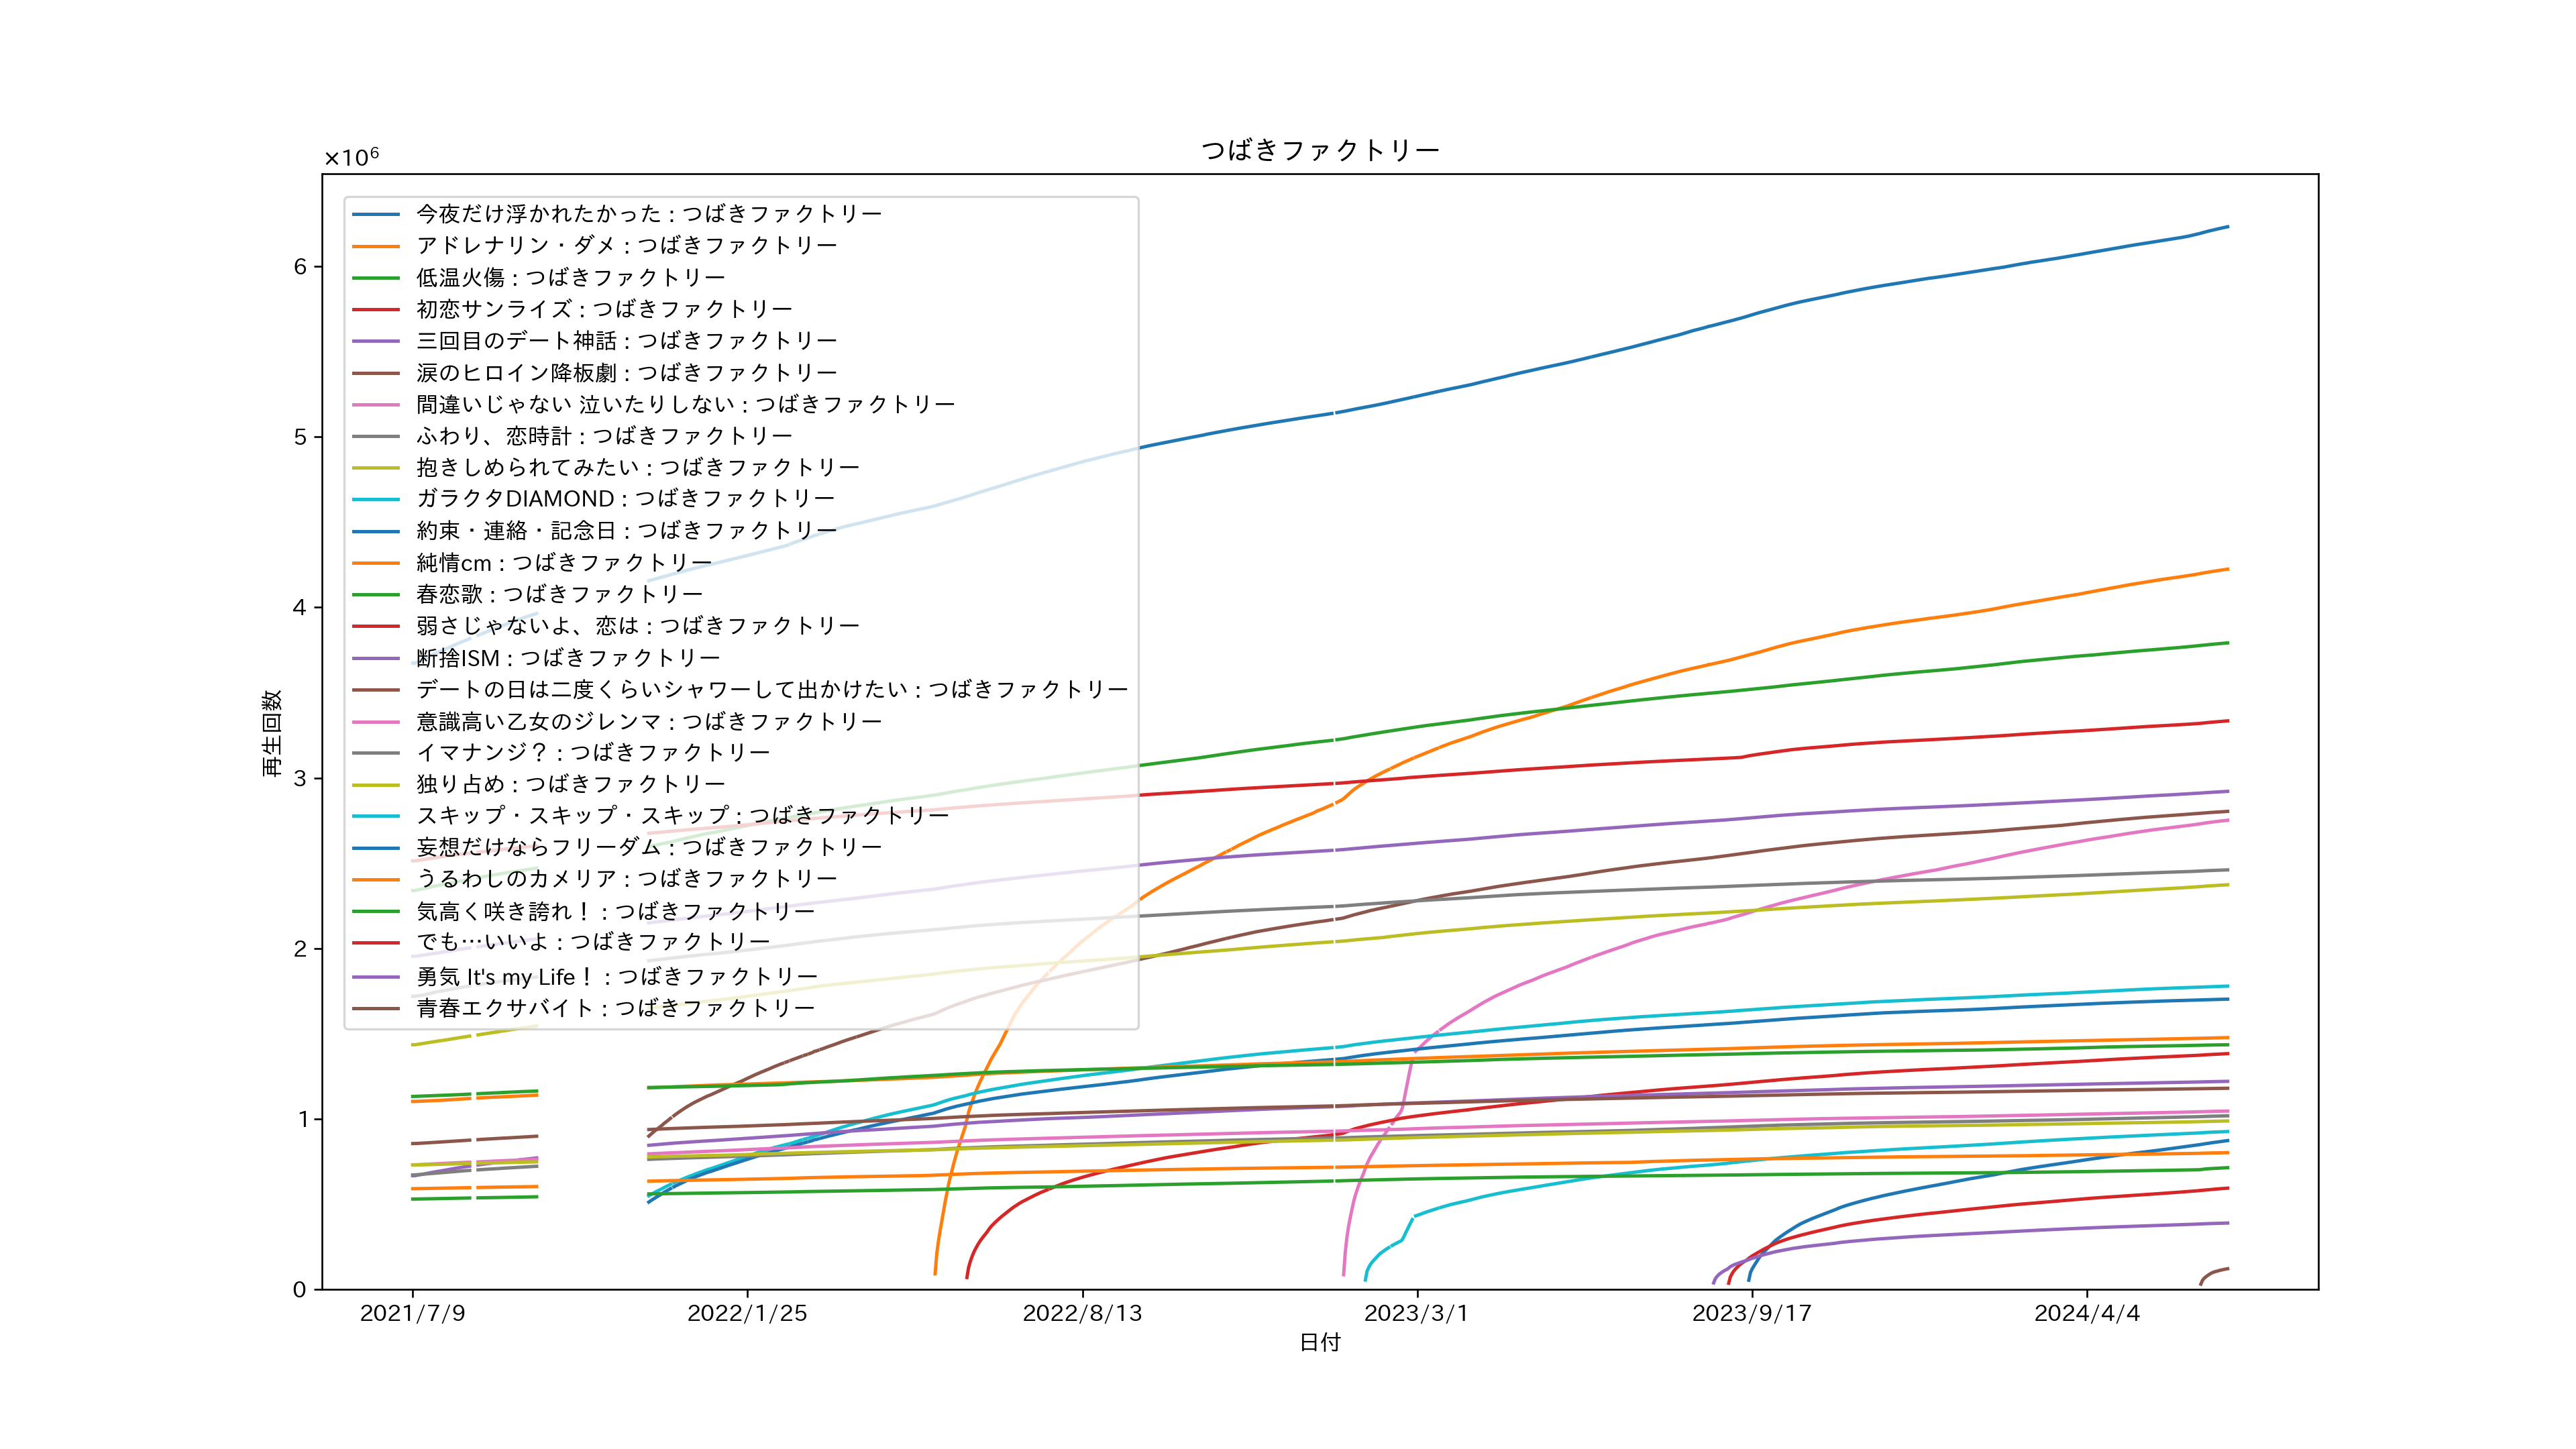 つばきファクトリー
×10⁶
今夜だけ浮かれたかった : つばきファクトリー
アドレナリン・ダメ : つばきファクトリー
低温火傷 : つばきファクトリー
初恋サンライズ : つばきファクトリー
三回目のデート神話 : つばきファクトリー
涙のヒロイン降板劇 : つばきファクトリー
間違いじゃない 泣いたりしない : つばきファクトリー
ふわり、恋時計 : つばきファクトリー
抱きしめられてみたい : つばきファクトリー
ガラクタDIAMOND : つばきファクトリー
約束・連絡・記念日 : つばきファクトリー
純情cm : つばきファクトリー
春恋歌 : つばきファクトリー
弱さじゃないよ、恋は : つばきファクトリー
断捨ISM : つばきファクトリー
デートの日は二度くらいシャワーして出かけたい : つばきファクトリー
意識高い乙女のジレンマ : つばきファクトリー
イマナンジ？ : つばきファクトリー
独り占め : つばきファクトリー
スキップ・スキップ・スキップ : つばきファクトリー
妄想だけならフリーダム : つばきファクトリー
うるわしのカメリア : つばきファクトリー
気高く咲き誇れ！ : つばきファクトリー
でも…いいよ : つばきファクトリー
勇気 It's my Life！ : つばきファクトリー
青春エクサバイト : つばきファクトリー
再生回数
6
5
4
3
2
1
0
2021/7/9
2022/1/25
2022/8/13
2023/3/1
2023/9/17
2024/4/4
日付